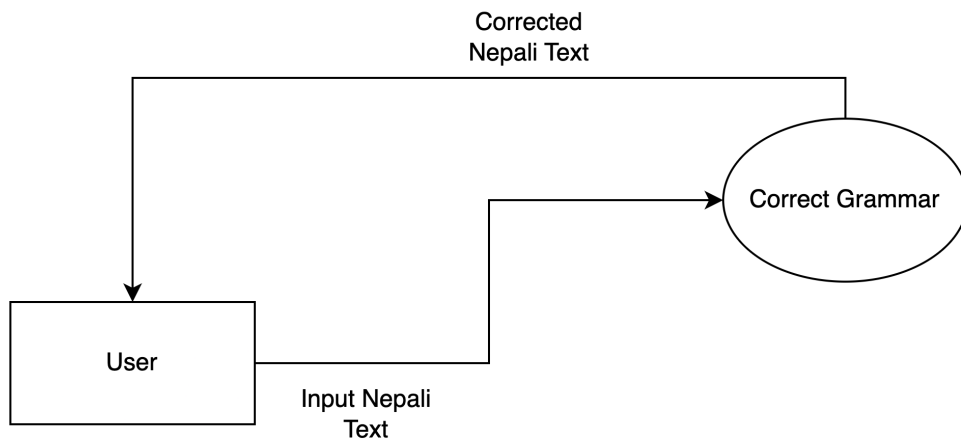 Corrected
Nepali Text
Correct Grammar
User
Input Nepali
Text